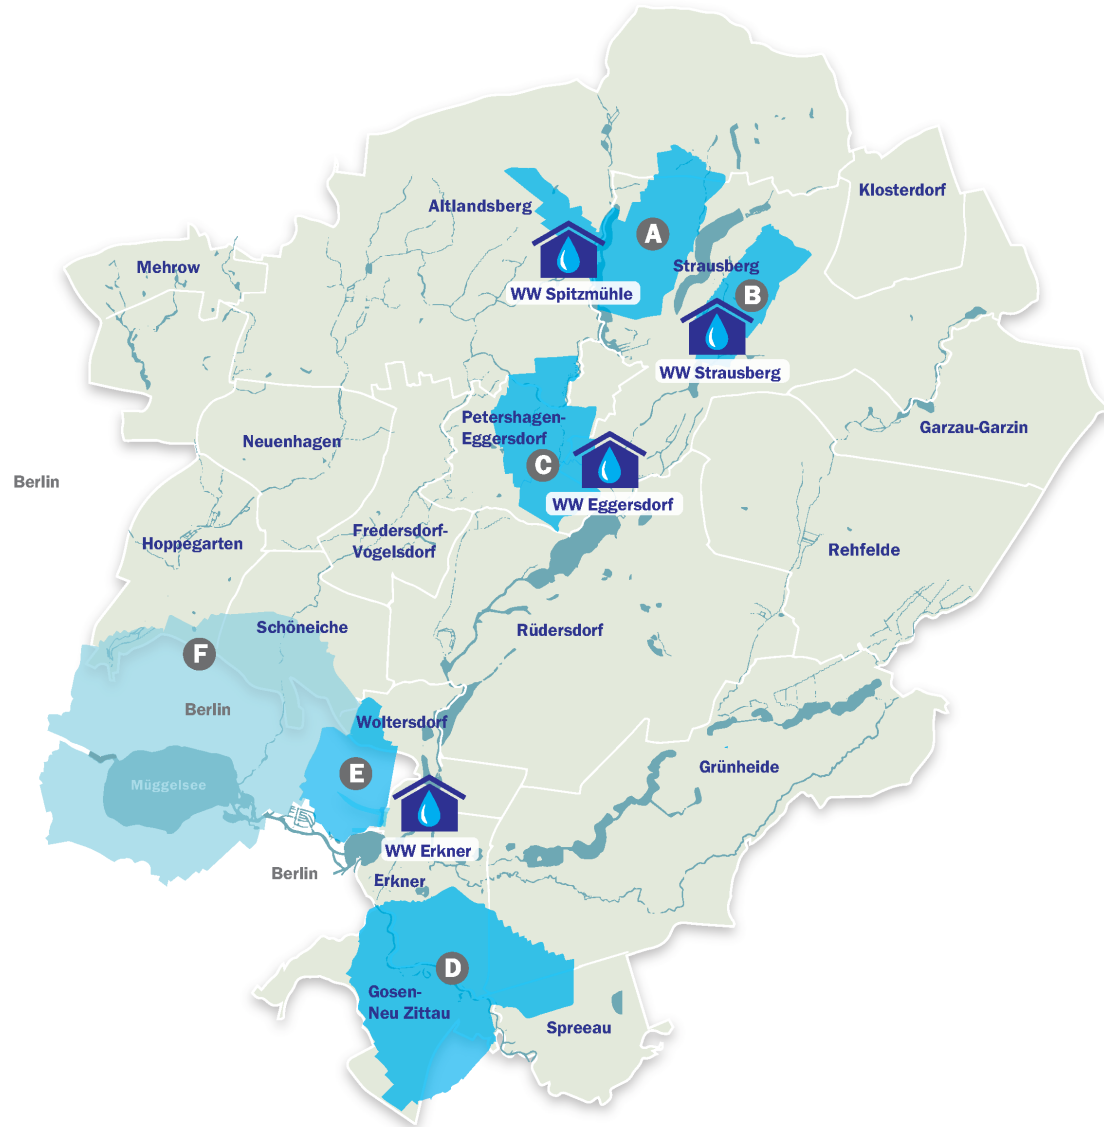 Klosterdorf
Altlandsberg
A
Mehrow
Strausberg
B
WW Spitzmühle
WW Strausberg
Petershagen-
Eggersdorf
Garzau-Garzin
Neuenhagen
C
Berlin
WW Eggersdorf
Fredersdorf-
Vogelsdorf
Hoppegarten
Rehfelde
Schöneiche
Rüdersdorf
F
Berlin
Woltersdorf
Grünheide
E
Müggelsee
WW Erkner
Berlin
Erkner
D
Gosen-
Neu Zittau
Spreeau